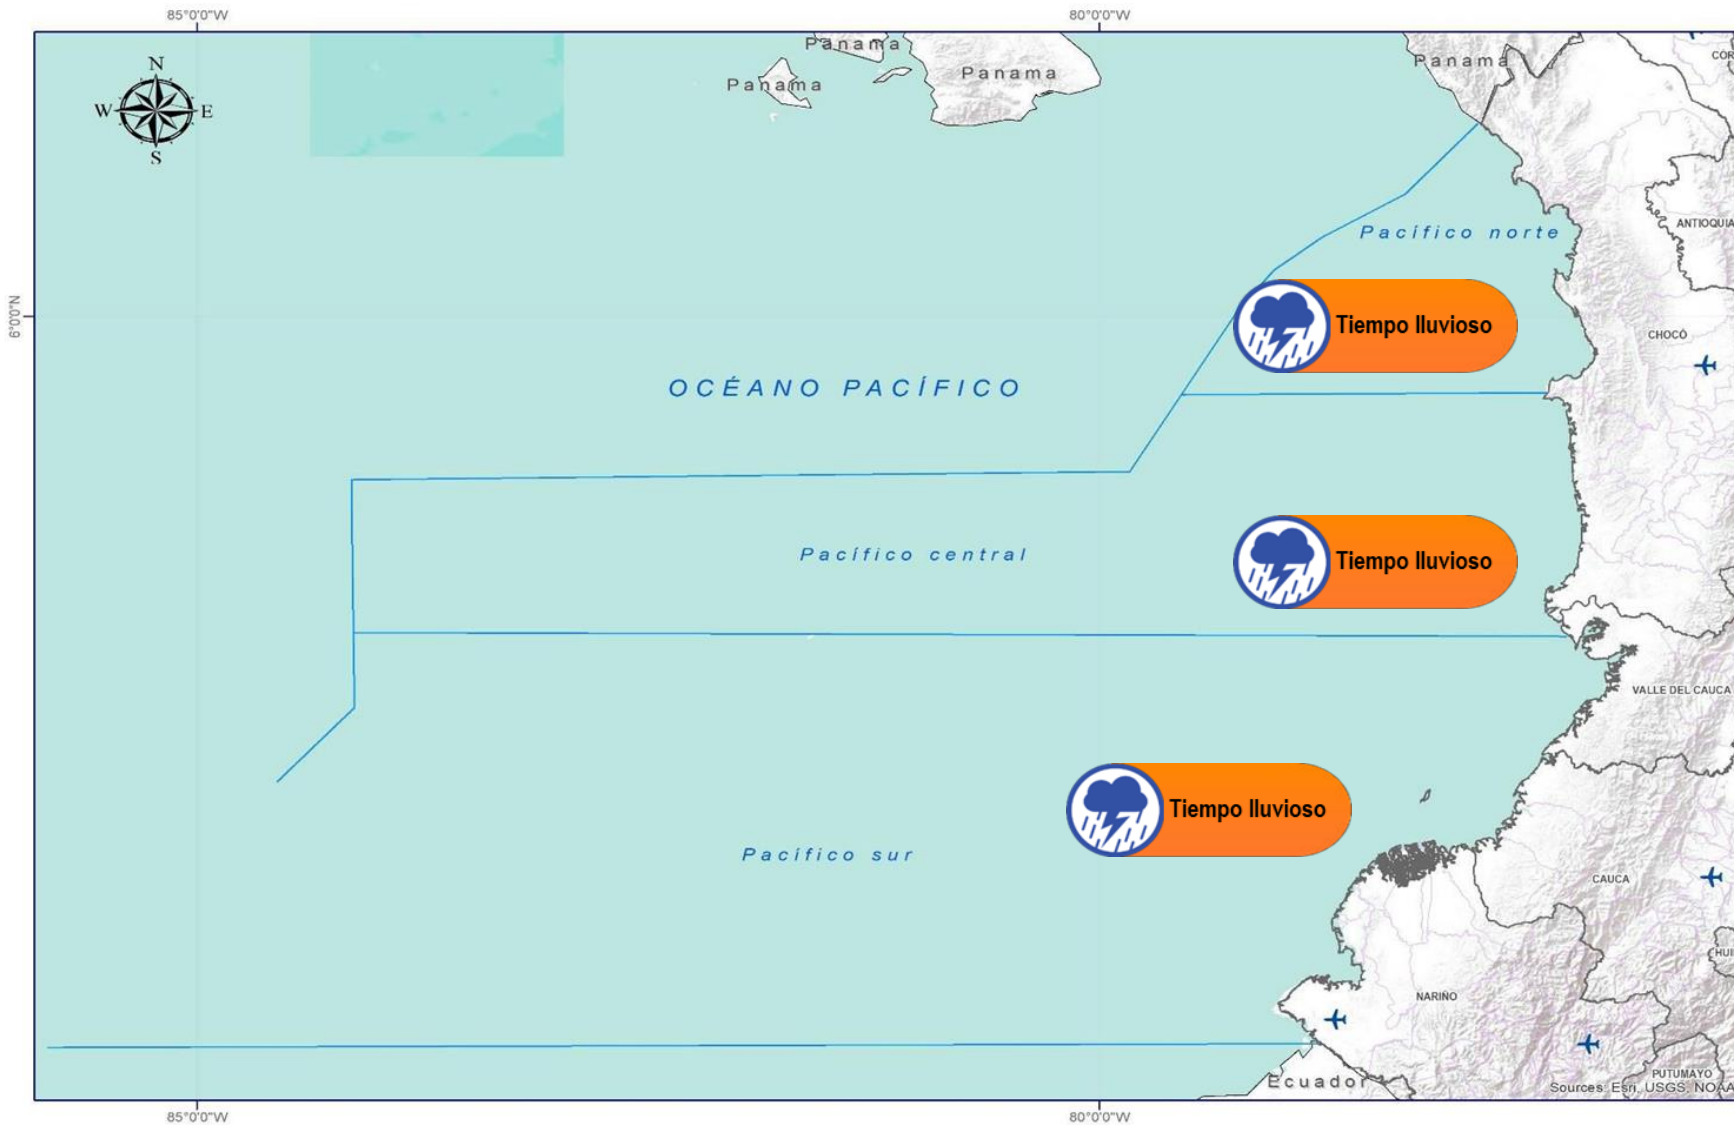 85°0'0"W
80°0'0"W
N
W
E
S
Panama
Panama
Panama
Panama
ANTIOQUIA
Pacífico norte
6°0'0"N
Tiempo lluvioso
CHOCÓ
OCÉANO PACÍFICO
Pacífico central
Tiempo lluvioso
VALLE DEL CAUCA
Tiempo lluvioso
Pacífico sur
CAUCA
NARIÑO
PUTUMAYO
Ecuador
Sources: Esri, USGS, NOAA
85°0'0"W
80°0'0"W